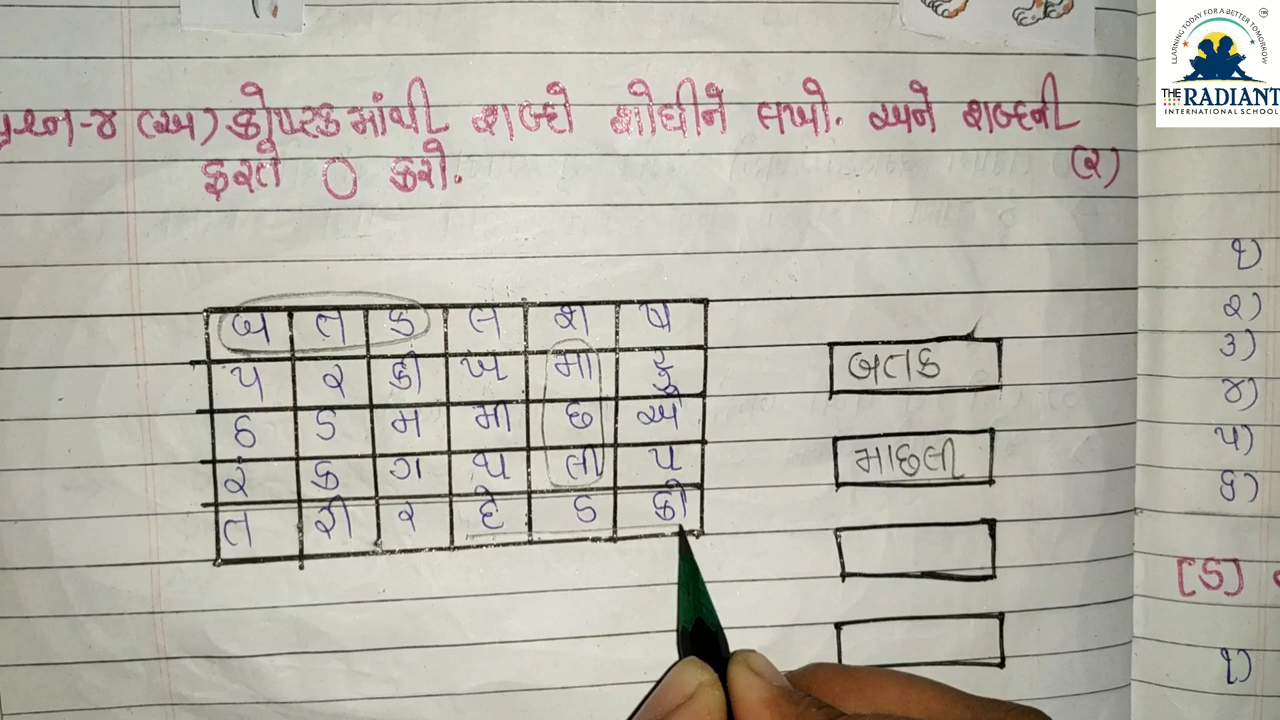 LEARNING TODAY FOR A BETTER TOMORROW
THE RADIANT
INTERNATIONAL SCHOOL
પ્રશ્ન-૪ (અ) કોષ્ટકમાંથી શબ્દો શોધીને લખો. અને શબ્દની
ફરતે ○ કરો. (૨)
બ ત ક લ શ ષ
પ ર કી ખ મા હૂ
ઠ ડ મ મા છ અ
રં ક ગ થ લી પ
ત રી ર હે ડ કી
બતક
માછલી
૧)
૨)
૩)
૪)
૫)
૬)
[ડ]
૧)